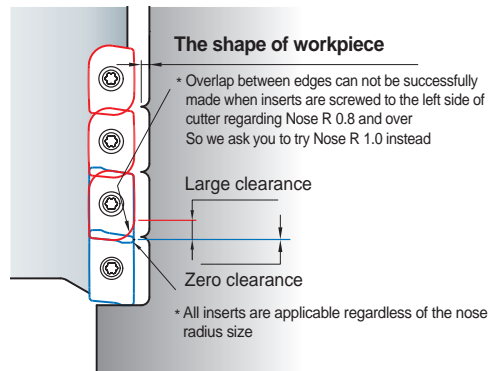 The shape of workpiece
* Overlap between edges can not be successfully
made when inserts are screwed to the left side of
cutter regarding Nose R 0.8 and over
So we ask you to try Nose R 1.0 instead
Large clearance
Zero clearance
* All inserts are applicable regardless of the nose
radius size